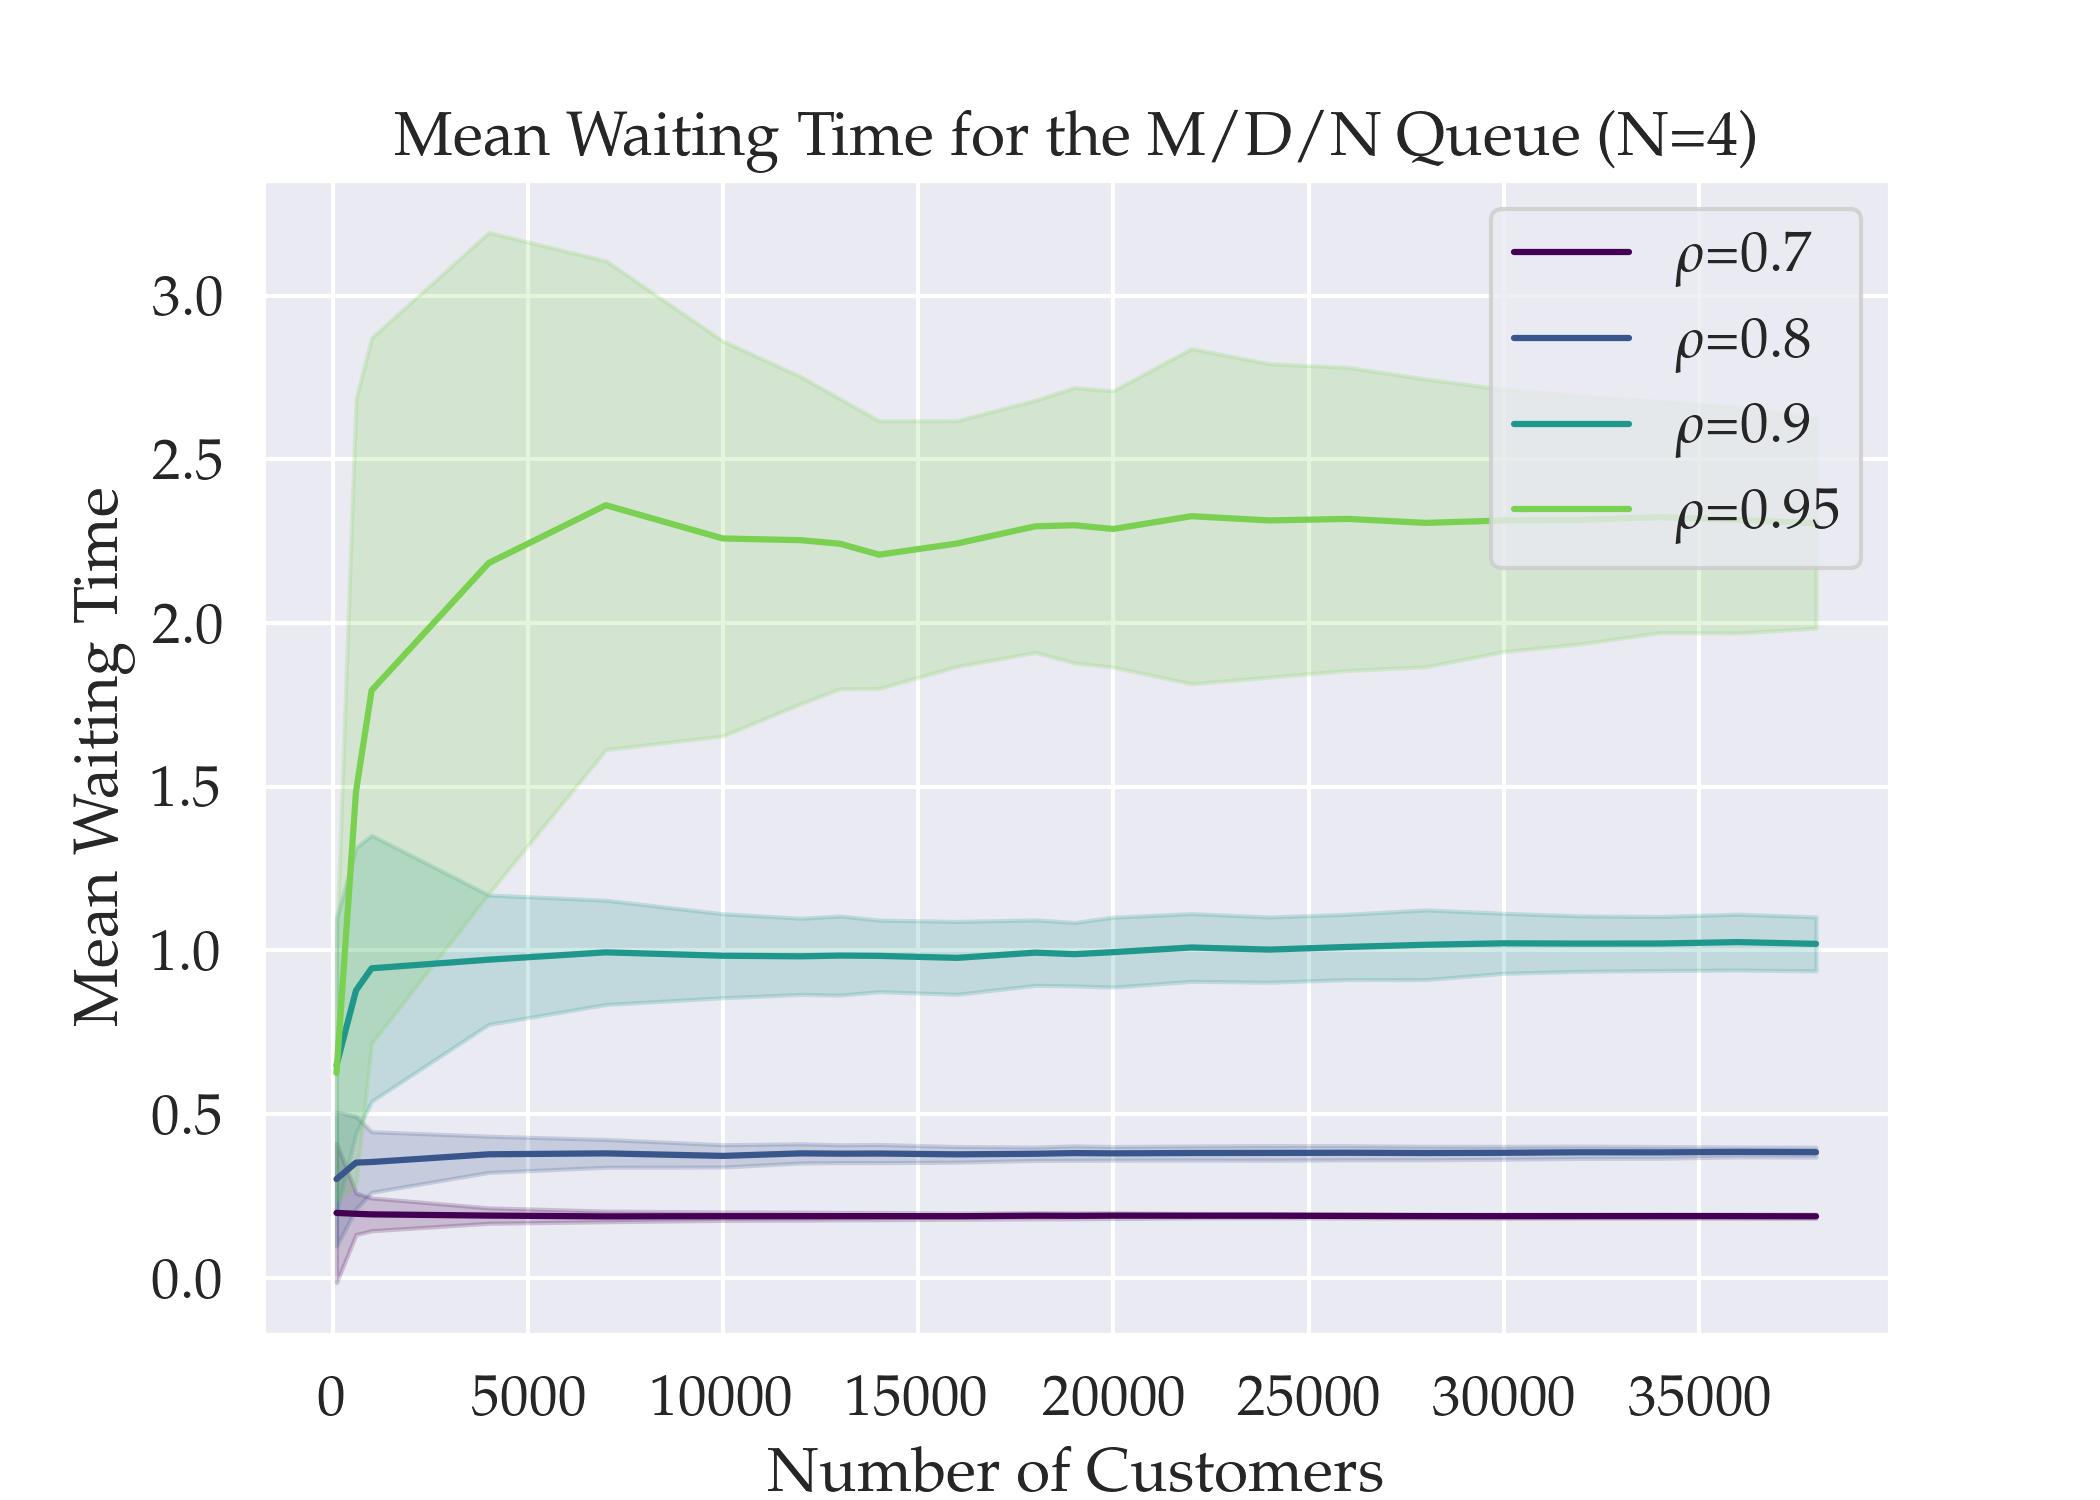 Mean Waiting Time for the M/D/N Queue (N=4)
ρ=0.7
ρ=0.8
ρ=0.9
ρ=0.95
Mean Waiting Time
3.0
2.5
2.0
1.5
1.0
0.5
0.0
0 5000 10000 15000 20000 25000 30000 35000
Number of Customers